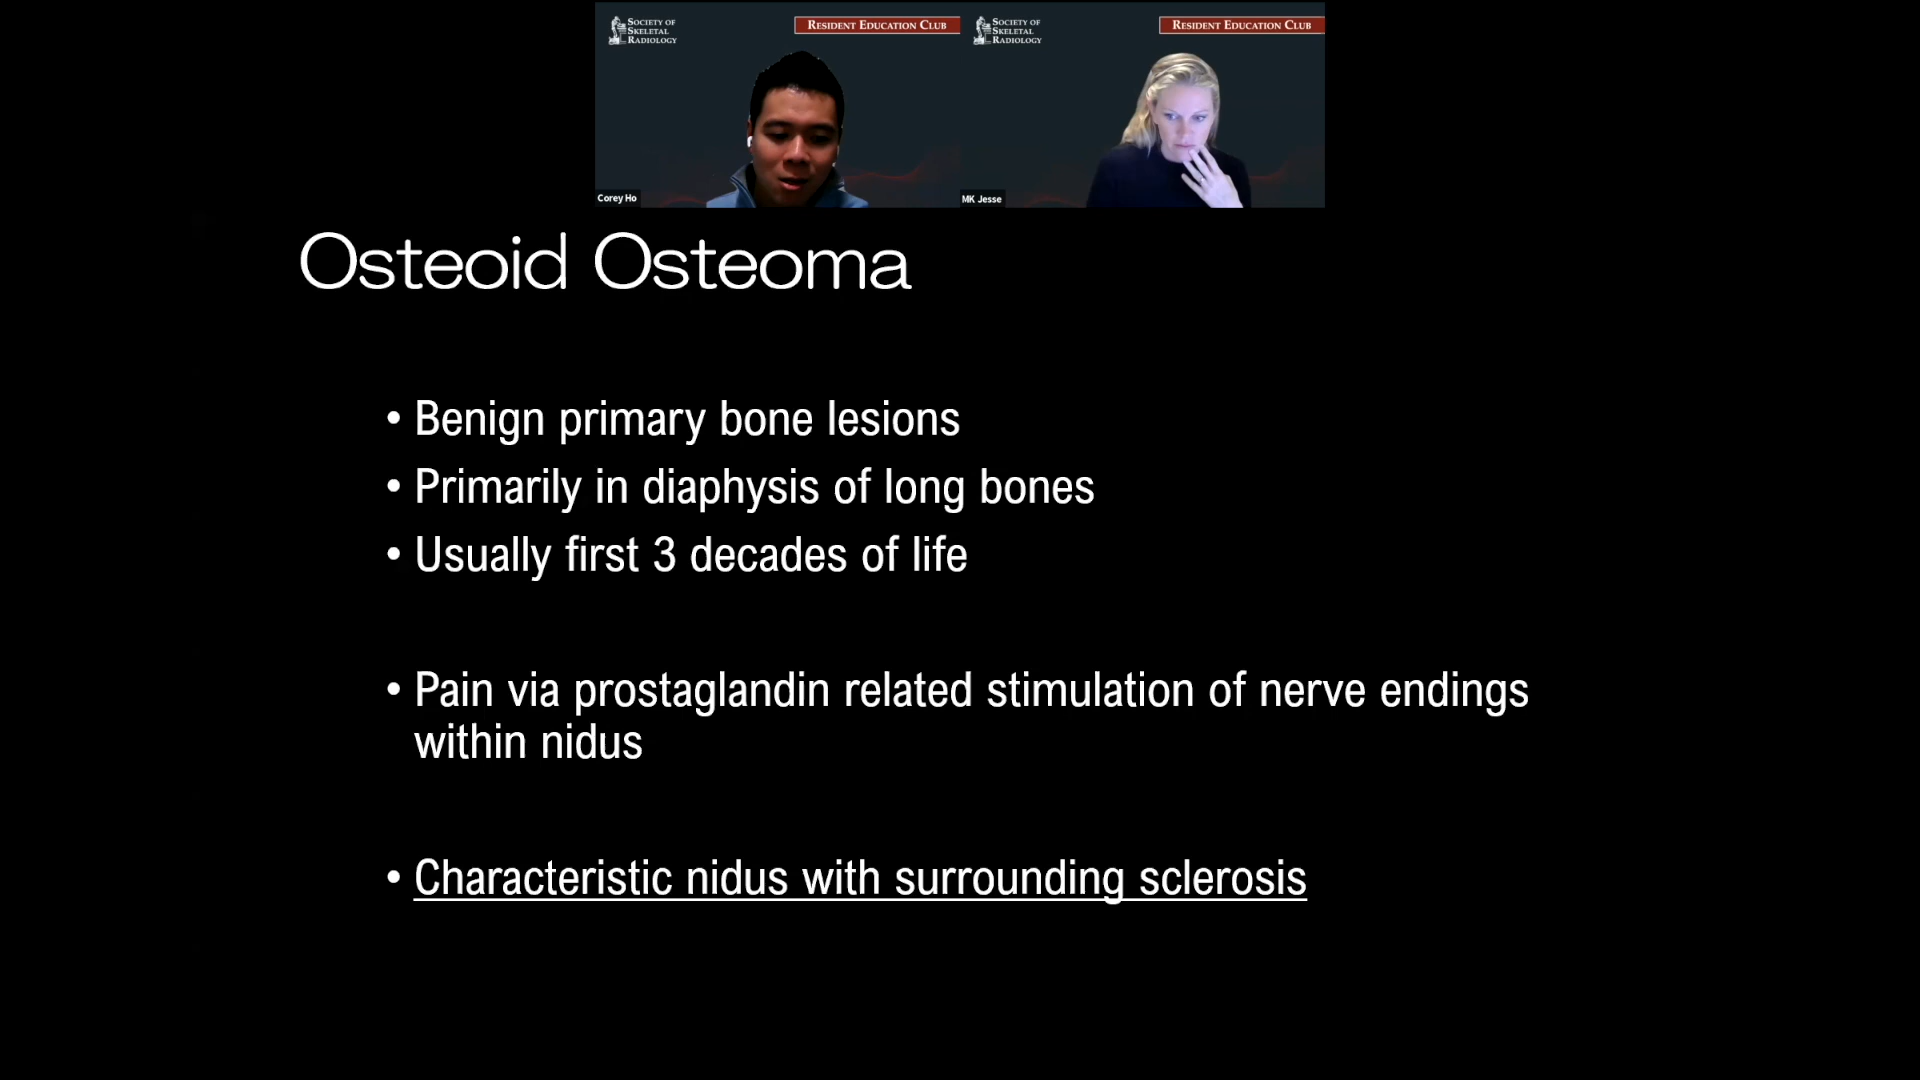 SOCIETY OF
SKELETAL
RADIOLOGY
RESIDENT EDUCATION CLUB
Corey Ho
SOCIETY OF
SKELETAL
RADIOLOGY
RESIDENT EDUCATION CLUB
MK Jesse
Osteoid Osteoma
• Benign primary bone lesions
• Primarily in diaphysis of long bones
• Usually first 3 decades of life
• Pain via prostaglandin related stimulation of nerve endings
within nidus
• Characteristic nidus with surrounding sclerosis